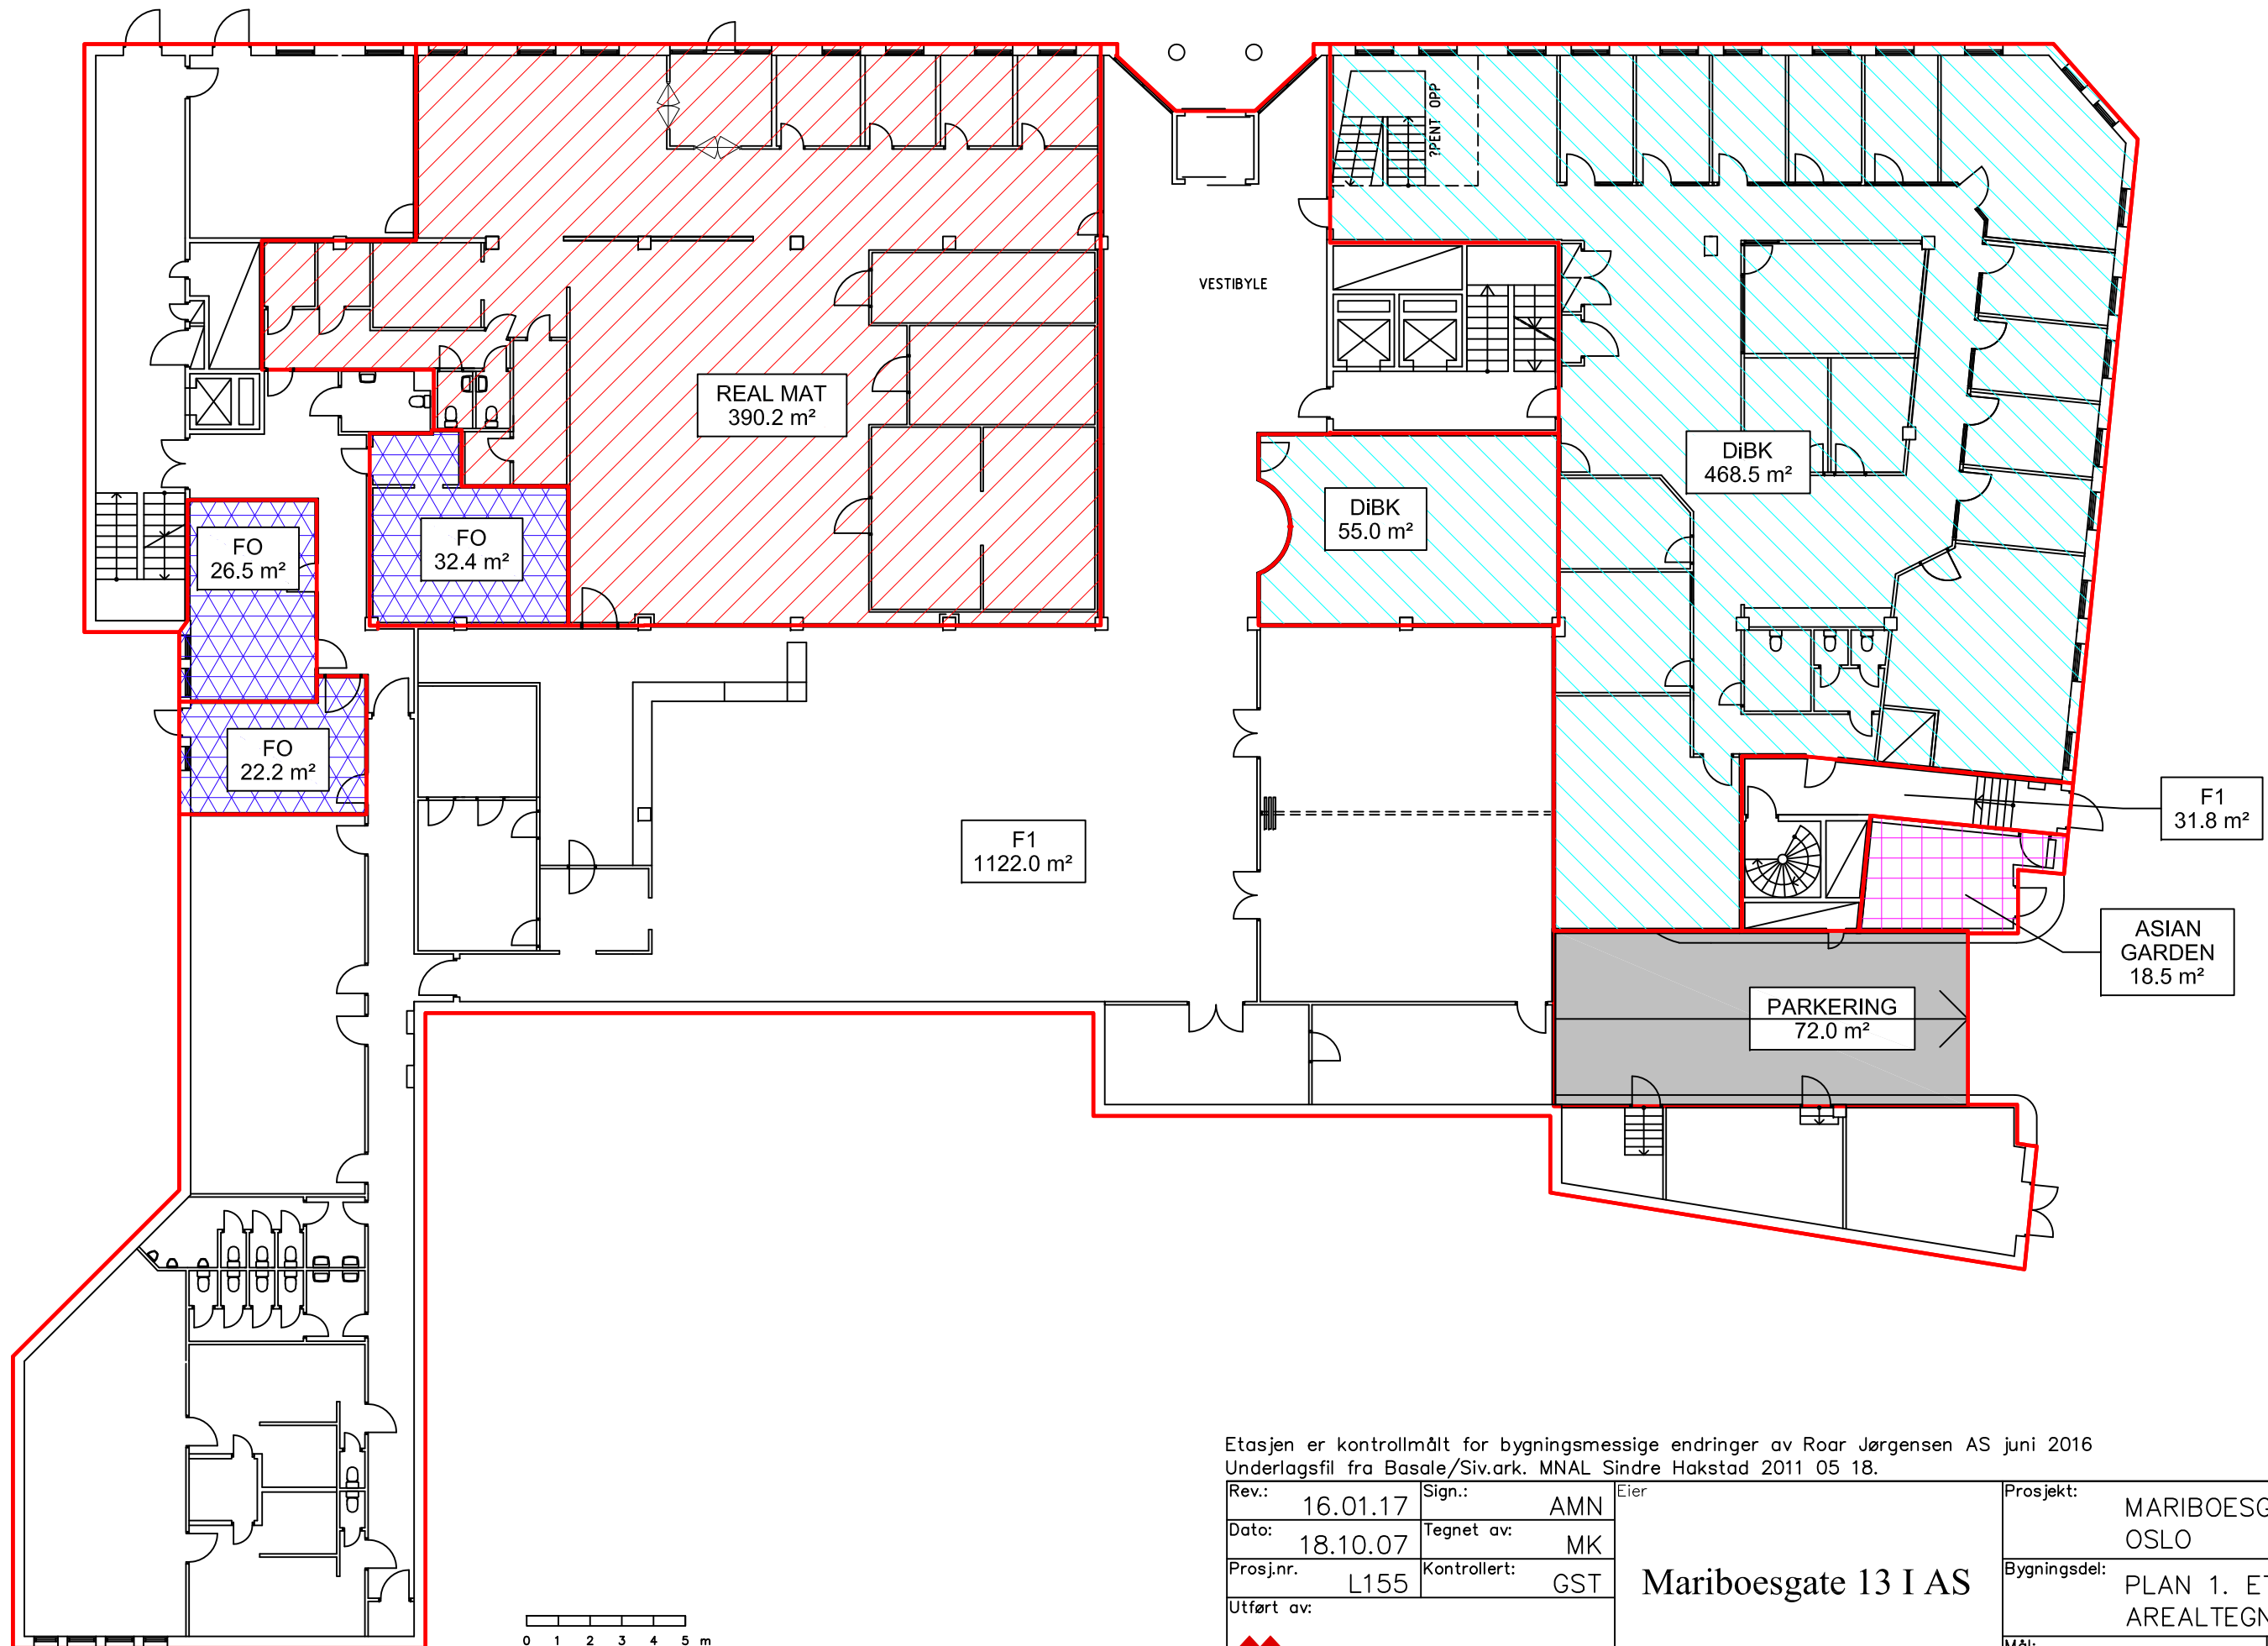 ?PENT OPP
VESTIBYLE
REAL MAT
390.2 m²
DiBK
468.5 m²
DiBK
55.0 m²
FO
26.5 m²
FO
32.4 m²
FO
22.2 m²
F1
1122.0 m²
F1
31.8 m²
ASIAN
GARDEN
18.5 m²
PARKERING
72.0 m²
Etasjen er kontrollmålt for bygningsmessige endringer av Roar Jørgensen AS juni 2016
Underlagsfil fra Basale/Siv.ark. MNAL Sindre Hakstad 2011 05 18.
Rev.: 16.01.17 Sign.: AMN
Dato: 18.10.07 Tegnet av: MK
Prosj.nr. L155 Kontrollert: GST
Utført av:
Eier
Mariboesgate 13 I AS
Prosjekt: MARIBOESG
OSLO
Bygningsdel: PLAN 1. ET
AREALTEGN
Mål:
0 1 2 3 4 5 m